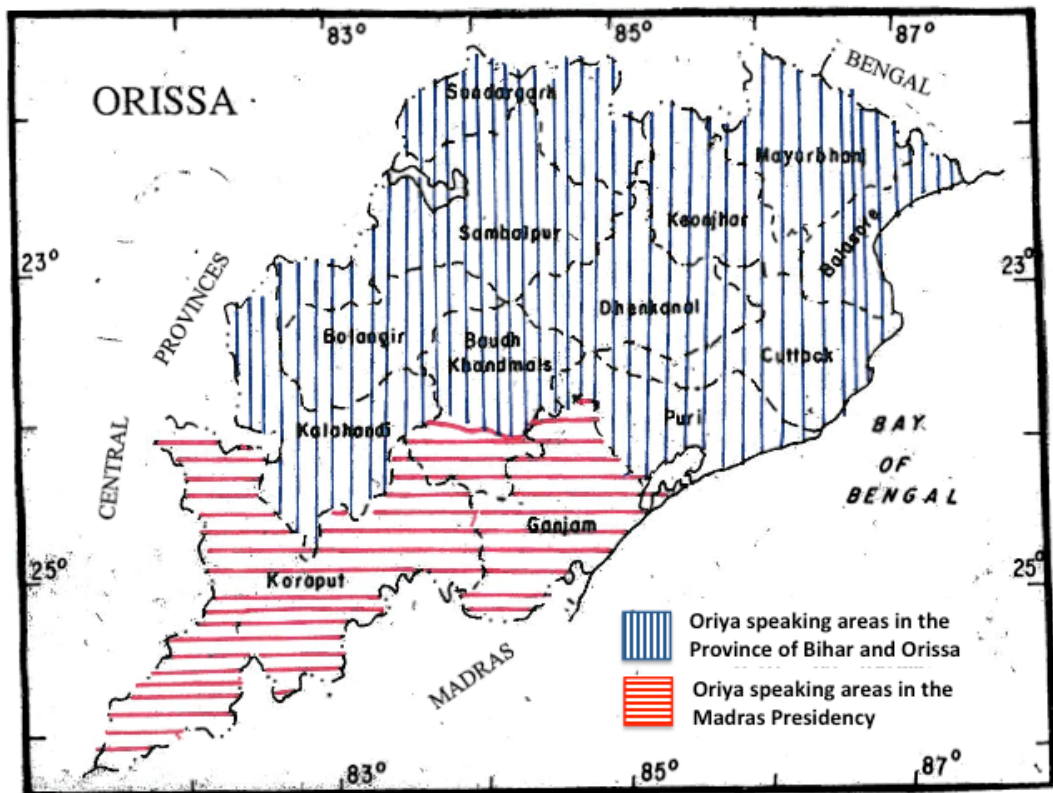 83°
85°
87°
BENGAL
ORISSA
Sundargarh
Mayurbhanj
Keonjhar
Sambalpur
Balasore
23°
23°
PROVINCES
Dhenkanal
Bolangir
Baudh
Khandmals
Cuttack
Puri
Kalahandi
BAY
OF
BENGAL
CENTRAL
Ganjam
Koraput
25°
25°
MADRAS
Oriya speaking areas in the
Province of Bihar and Orissa
Oriya speaking areas in the
Madras Presidency
83°
85°
87°